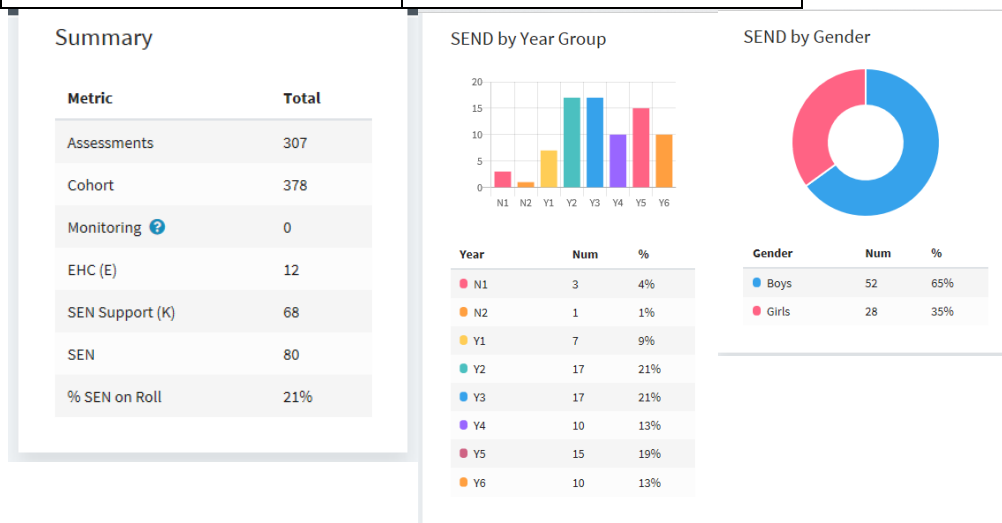 Summary
Metric Total
Assessments 307
Cohort 378
Monitoring ? 0
EHC (E) 12
SEN Support (K) 68
SEN 80
% SEN on Roll 21%
SEND by Year Group
20
15
10
5
0
N1 N2 Y1 Y2 Y3 Y4 Y5 Y6
Year Num %
N1 3 4%
N2 1 1%
Y1 7 9%
Y2 17 21%
Y3 17 21%
Y4 10 13%
Y5 15 19%
Y6 10 13%
SEND by Gender
Gender Num %
Boys 52 65%
Girls 28 35%